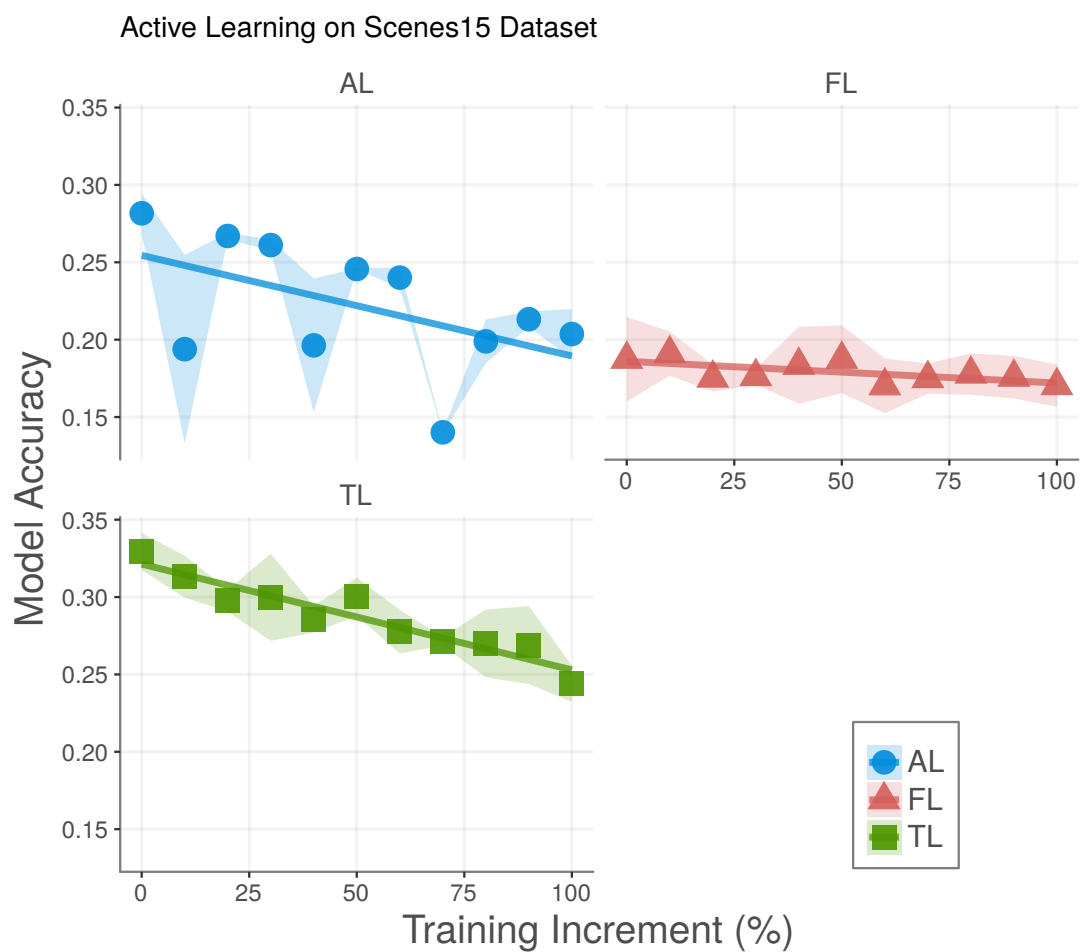 Active Learning on Scenes15 Dataset
AL
FL
0.35
0.30
0.25
0.20
0.15
0 25 50 75 100
TL
0.35
0.30
0.25
0.20
0.15
0 25 50 75 100
Model Accuracy
Training Increment (%)
AL
FL
TL